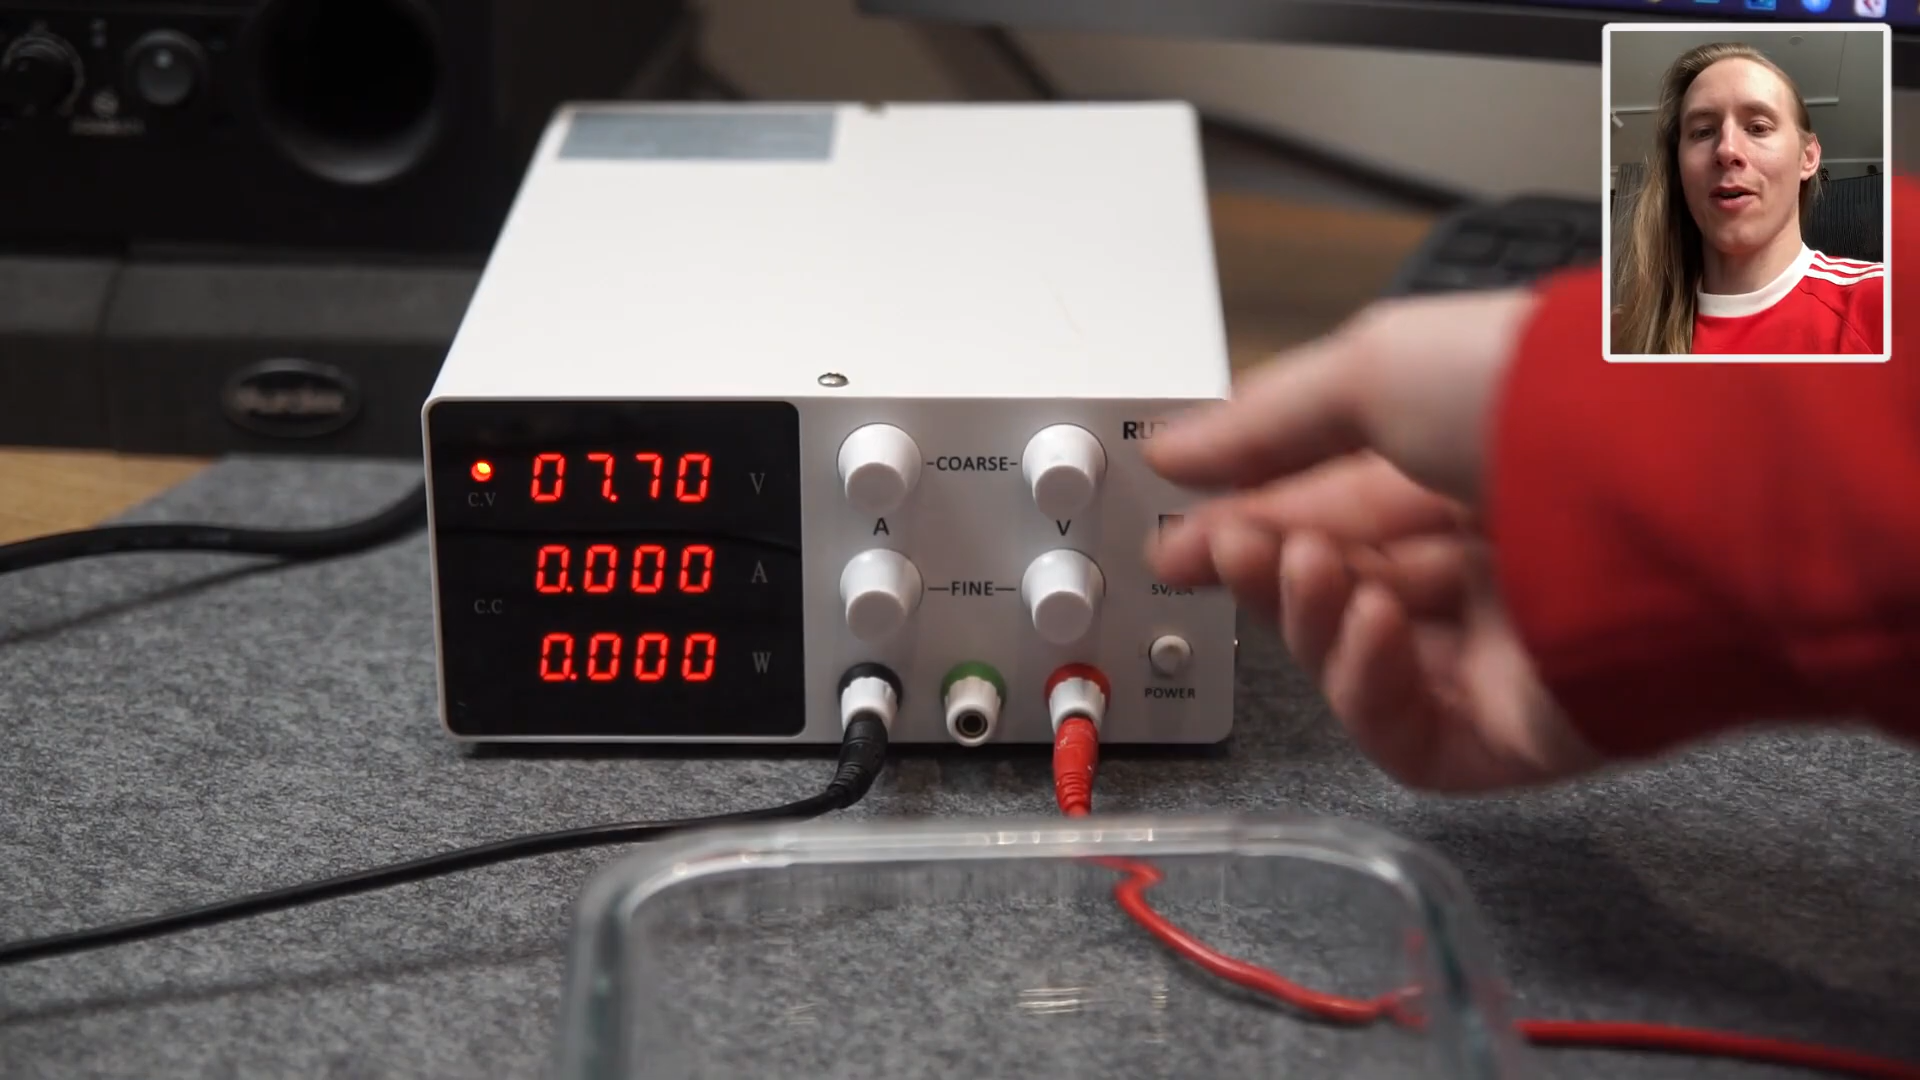 07.70 V
C.V
0.000 A
C.C
0.000 W
-COARSE-
A V
—FINE—
POWER